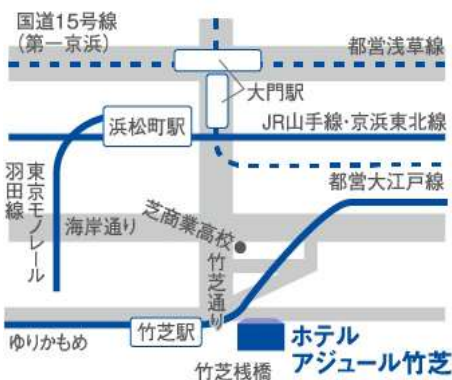 国道15号線
(第一京浜)
都営浅草線
大門駅
浜松町駅
JR山手線・京浜東北線
都営大江戸線
東京モノレール
羽田線
海岸通り
芝商業高校
竹芝通り
竹芝駅
ゆりかもめ
ホテル
アジュール竹芝
竹芝桟橋